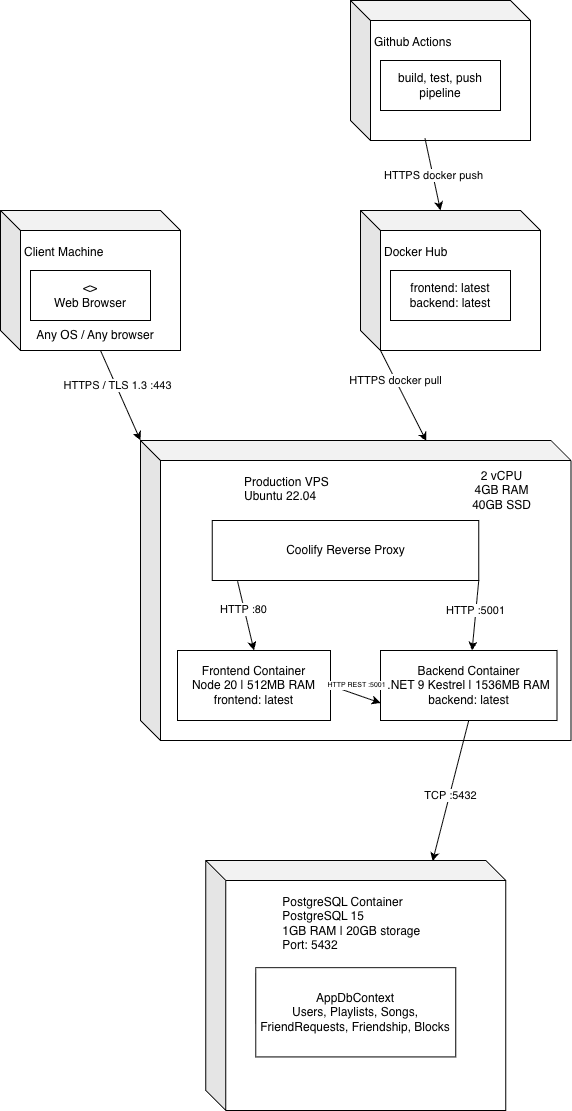 Github Actions
build, test, push
pipeline
HTTPS docker push
Client Machine
<>
Web Browser
Any OS / Any browser
Docker Hub
frontend: latest
backend: latest
HTTPS / TLS 1.3 :443
HTTPS docker pull
Production VPS
Ubuntu 22.04
2 vCPU
4GB RAM
40GB SSD
Coolify Reverse Proxy
HTTP :80
HTTP :5001
Frontend Container
Node 20 | 512MB RAM
frontend: latest
HTTP REST :5001
Backend Container
.NET 9 Kestrel | 1536MB RAM
backend: latest
TCP :5432
PostgreSQL Container
PostgreSQL 15
1GB RAM | 20GB storage
Port: 5432
AppDbContext
Users, Playlists, Songs,
FriendRequests, Friendship, Blocks